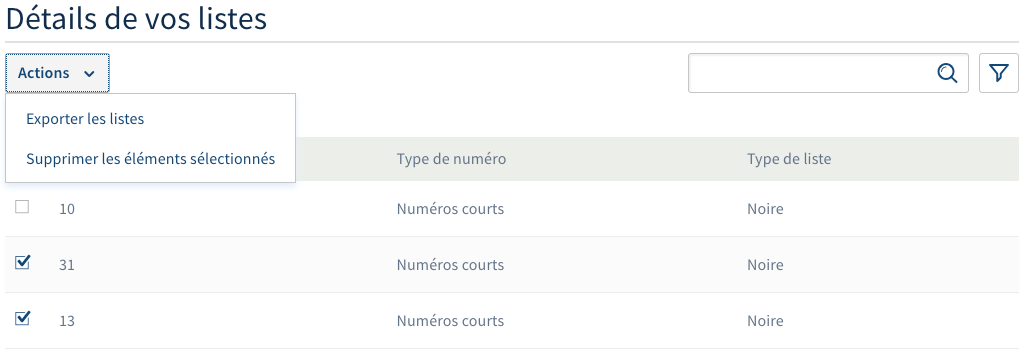 Détails de vos listes
Actions
Exporter les listes
Supprimer les éléments sélectionnés
Type de numéro
Type de liste
10 Numéros courts Noire
31 Numéros courts Noire
13 Numéros courts Noire